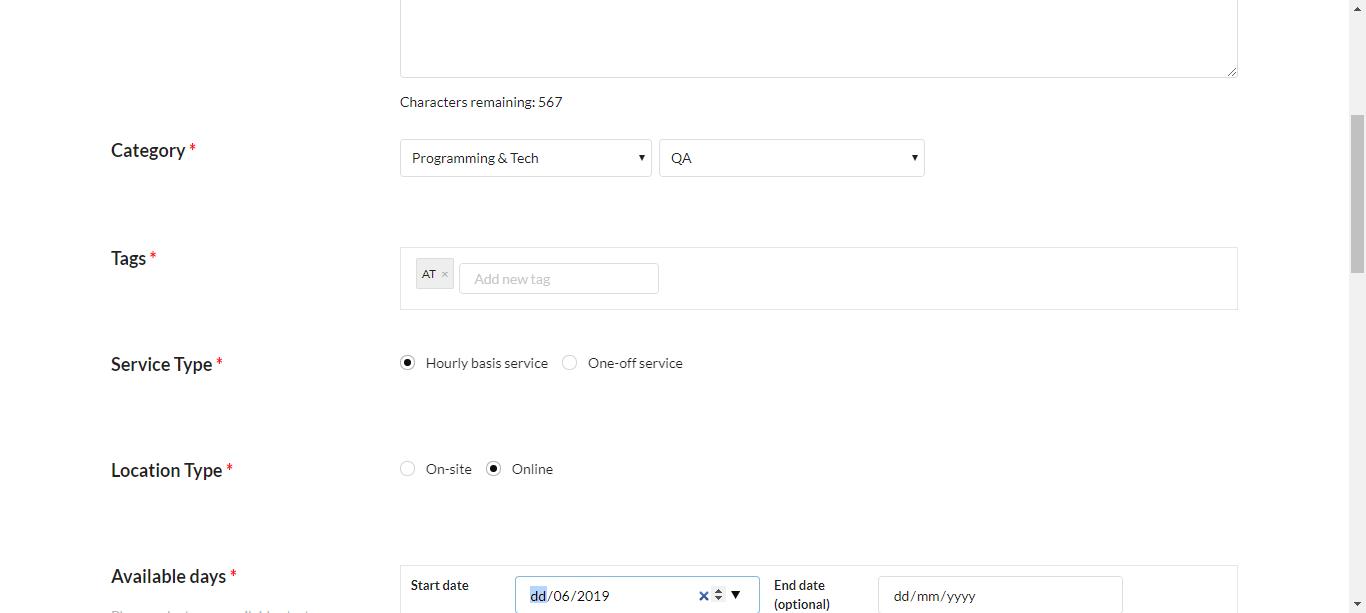 Characters remaining: 567
Category *
Programming & Tech
QA
Tags *
AT ×
Add new tag
Service Type *
Hourly basis service
One-off service
Location Type *
On-site
Online
Available days *
Start date
dd/06/2019
End date
(optional)
dd/mm/yyyy